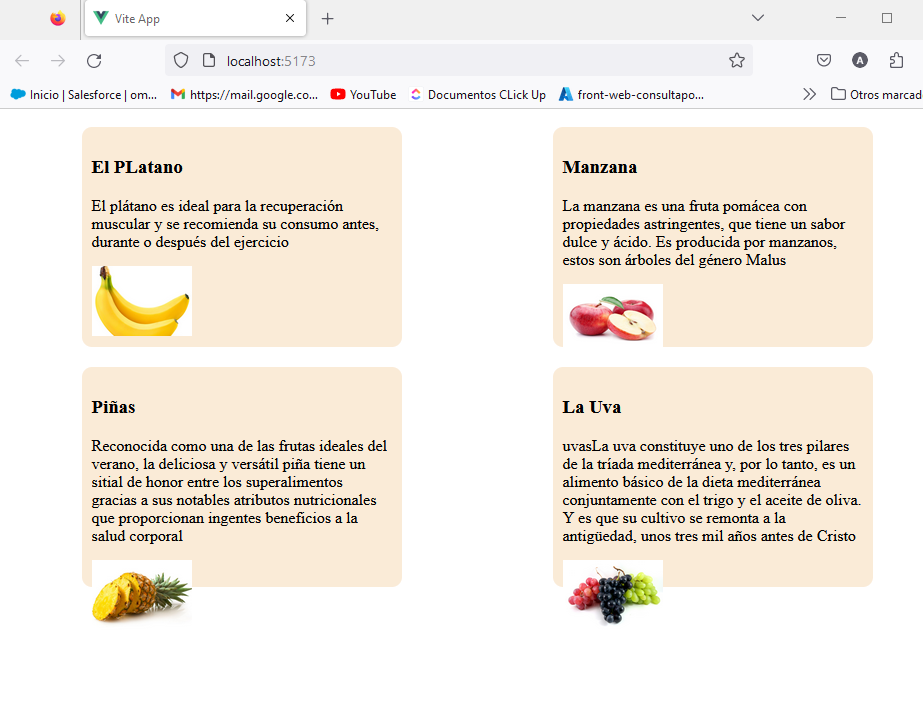 Vite App
localhost:5173
A
Inicio | Salesforce | om...
https://mail.google.co...
YouTube
Documentos CLick Up
front-web-consultapo...
Otros marcad
El PLatano
El plátano es ideal para la recuperación
muscular y se recomienda su consumo antes,
durante o después del ejercicio
Manzana
La manzana es una fruta pomácea con
propiedades astringentes, que tiene un sabor
dulce y ácido. Es producida por manzanos,
estos son árboles del género Malus
Piñas
Reconocida como una de las frutas ideales del
verano, la deliciosa y versátil piña tiene un
sitial de honor entre los superalimentos
gracias a sus notables atributos nutricionales
que proporcionan ingentes beneficios a la
salud corporal
La Uva
uvasLa uva constituye uno de los tres pilares
de la tríada mediterránea y, por lo tanto, es un
alimento básico de la dieta mediterránea
conjuntamente con el trigo y el aceite de oliva.
Y es que su cultivo se remonta a la
antigüedad, unos tres mil años antes de Cristo